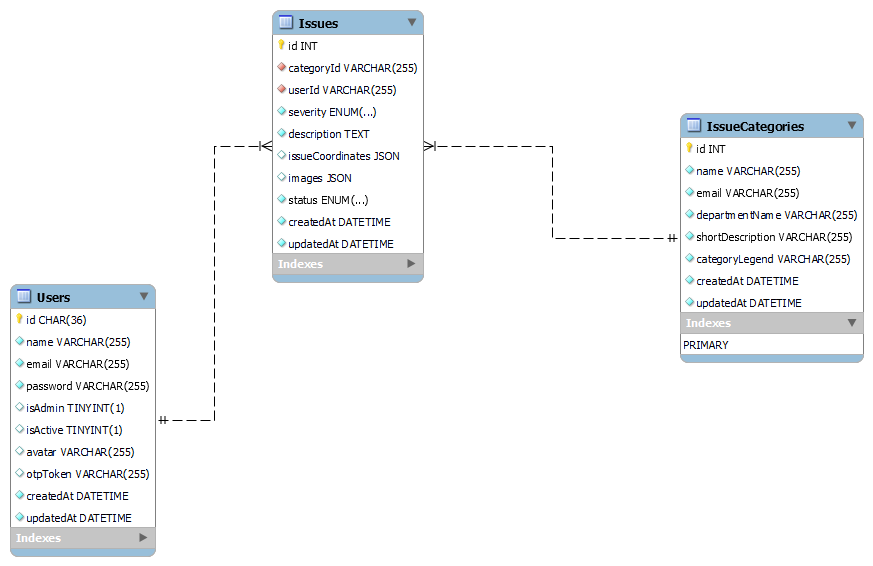 Issues
id INT
categoryId VARCHAR(255)
userId VARCHAR(255)
severity ENUM(...)
description TEXT
issueCoordinates JSON
images JSON
status ENUM(...)
createdAt DATETIME
updatedAt DATETIME
Indexes
IssueCategories
id INT
name VARCHAR(255)
email VARCHAR(255)
departmentName VARCHAR(255)
shortDescription VARCHAR(255)
categoryLegend VARCHAR(255)
createdAt DATETIME
updatedAt DATETIME
Indexes
PRIMARY
Users
id CHAR(36)
name VARCHAR(255)
email VARCHAR(255)
password VARCHAR(255)
isAdmin TINYINT(1)
isActive TINYINT(1)
avatar VARCHAR(255)
otpToken VARCHAR(255)
createdAt DATETIME
updatedAt DATETIME
Indexes